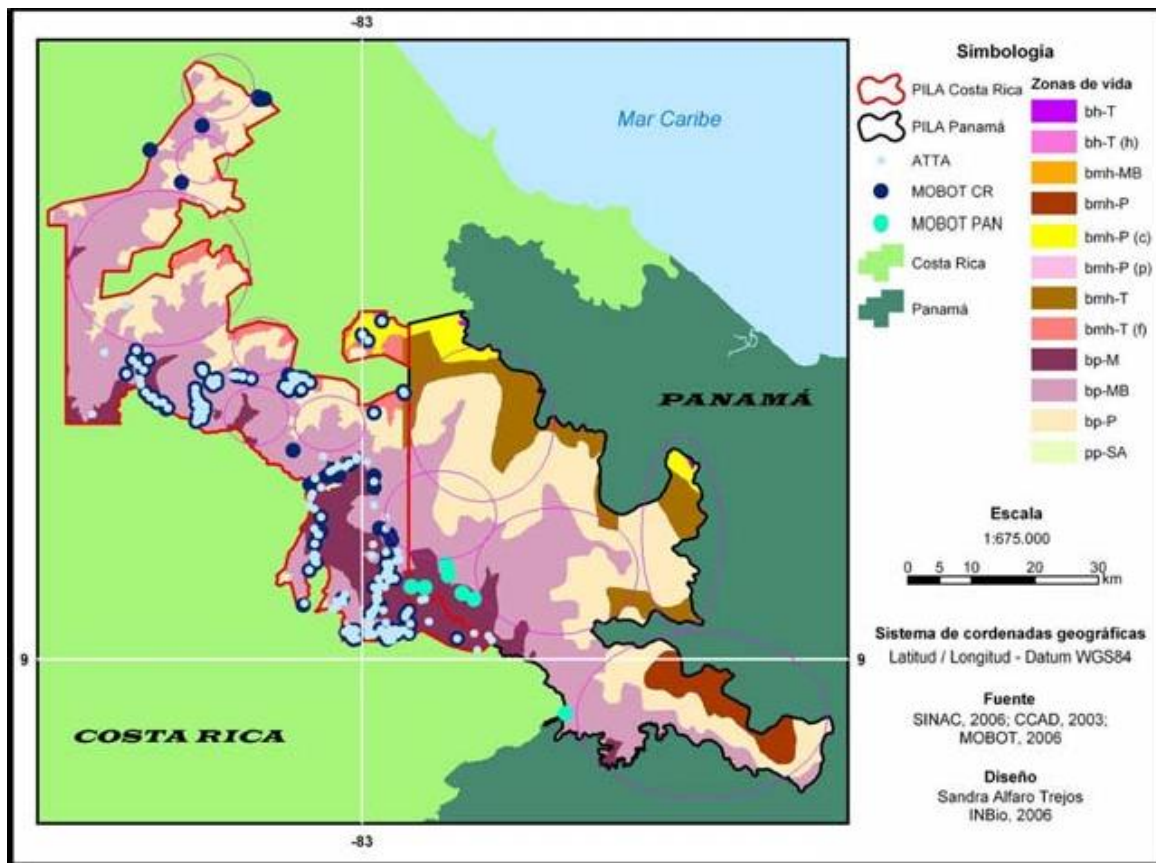 -83
Mar Caribe
PANAMÁ
9
9
COSTA RICA
-83
Simbología
PILA Costa Rica
PILA Panamá
ATTA
MOBOT CR
MOBOT PAN
Costa Rica
Panamá
Zonas de vida
bh-T
bh-T (h)
bmh-MB
bmh-P
bmh-P (c)
bmh-P (p)
bmh-T
bmh-T (f)
bp-M
bp-MB
bp-P
pp-SA
Escala
1:675.000
0 5 10 20 30
km
Sistema de cordenadas geográficas
Latitud / Longitud - Datum WGS84
Fuente
SINAC, 2006; CCAD, 2003;
MOBOT, 2006
Diseño
Sandra Alfaro Trejos
INBio, 2006